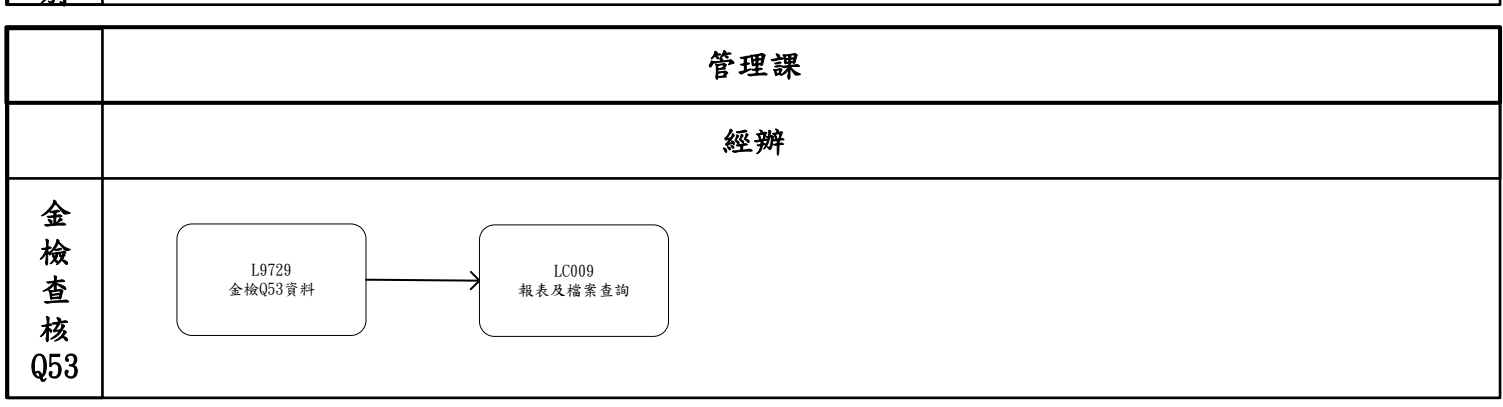 管理課
經辦
金
檢
查
核
Q53
L9729
金檢Q53資料
LC009
報表及檔案查詢